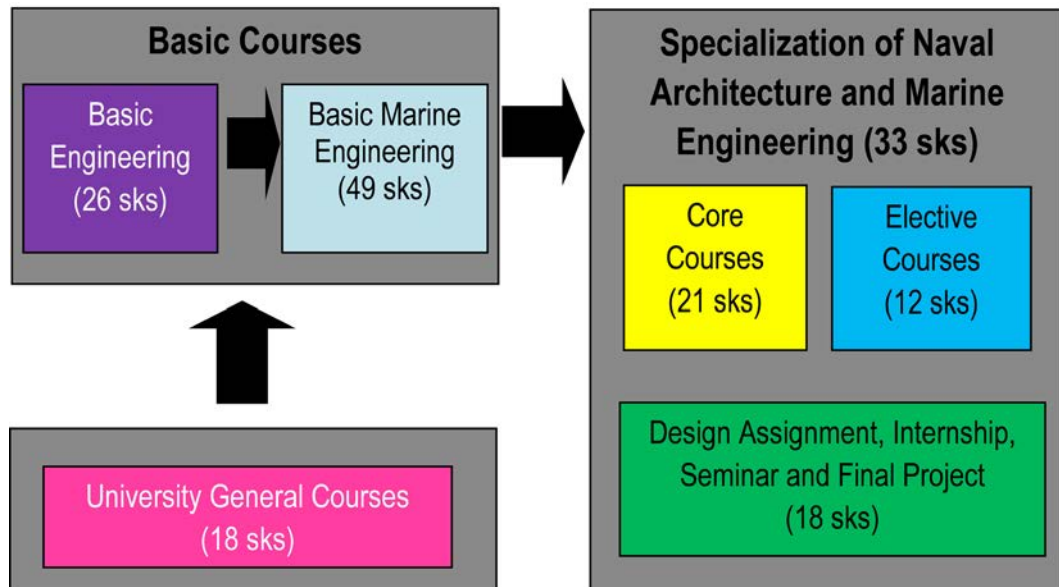 Basic Courses
Basic
Engineering
(26 sks)
Basic Marine
Engineering
(49 sks)
University General Courses
(18 sks)
Specialization of Naval
Architecture and Marine
Engineering (33 sks)
Core
Courses
(21 sks)
Elective
Courses
(12 sks)
Design Assignment, Internship,
Seminar and Final Project
(18 sks)